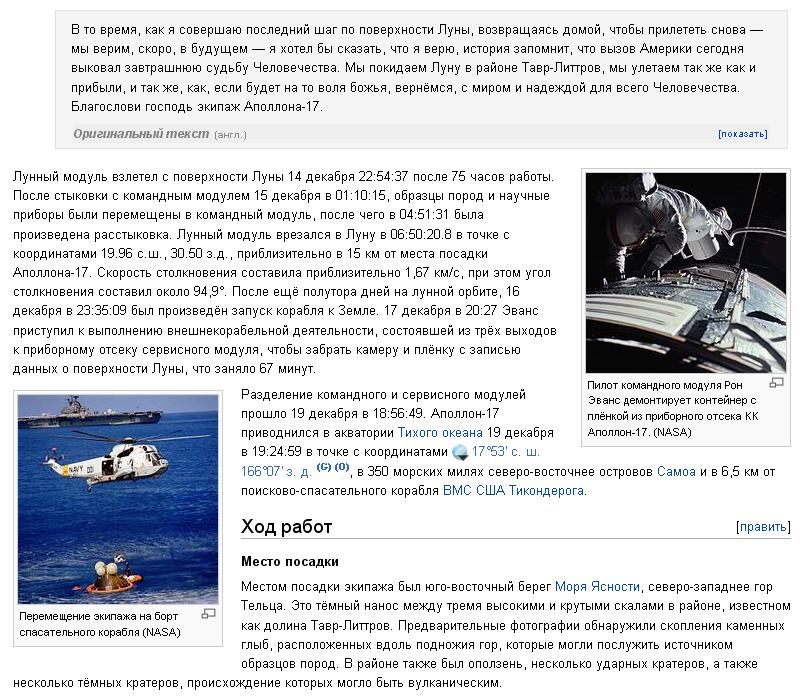 В то время, как я совершаю последний шаг по поверхности Луны, возвращаясь домой, чтобы прилететь снова —
мы верим, скоро, в будущем — я хотел бы сказать, что я верю, история запомнит, что вызов Америки сегодня
выковал завтрашнюю судьбу Человечества. Мы покидаем Луну в районе Тавр-Литтров, мы улетаем так же как и
прибыли, и так же, как, если будет на то воля божья, вернёмся, с миром и надеждой для всего Человечества.
Благослови господь экипаж Аполлона-17.
Оригинальный текст (англ.) [показать]
Лунный модуль взлетел с поверхности Луны 14 декабря 22:54:37 после 75 часов работы.
После стыковки с командным модулем 15 декабря в 01:10:15, образцы пород и научные
приборы были перемещены в командный модуль, после чего в 04:51:31 была
произведена расстыковка. Лунный модуль врезался в Луну в 06:50:20.8 в точке с
координатами 19.96 с.ш., 30.50 з.д., приблизительно в 15 км от места посадки
Аполлона-17. Скорость столкновения составила приблизительно 1,67 км/с, при этом угол
столкновения составил около 94,9°. После ещё полутора дней на лунной орбите, 16
декабря в 23:35:09 был произведён запуск корабля к Земле. 17 декабря в 20:27 Эванс
приступил к выполнению внешнекорабельной деятельности, состоявшей из трёх выходов
к приборному отсеку сервисного модуля, чтобы забрать камеру и плёнку с записью
данных о поверхности Луны, что заняло 67 минут.
Пилот командного модуля Рон
Эванс демонтирует контейнер с
плёнкой из приборного отсека КК
Аполлон-17. (NASA)
NAVY 001
Перемещение экипажа на борт
спасательного корабля (NASA)
Разделение командного и сервисного модулей
прошло 19 декабря в 18:56:49. Аполлон-17
приводнился в акватории Тихого океана 19 декабря
в 19:24:59 в точке с координатами 17°53′ с. ш.
166°07′ з. д. (G) (O), в 350 морских милях северо-восточнее островов Самоа и в 6,5 км от
поисково-спасательного корабля ВМС США Тикондерога.
Ход работ [править]
Место посадки
Местом посадки экипажа был юго-восточный берег Моря Ясности, северо-западнее гор
Тельца. Это тёмный нанос между тремя высокими и крутыми скалами в районе, известном
как долина Тавр-Литтров. Предварительные фотографии обнаружили скопления каменных
глыб, расположенных вдоль подножия гор, которые могли послужить источником
образцов пород. В районе также был оползень, несколько ударных кратеров, а также
несколько тёмных кратеров, происхождение которых могло быть вулканическим.